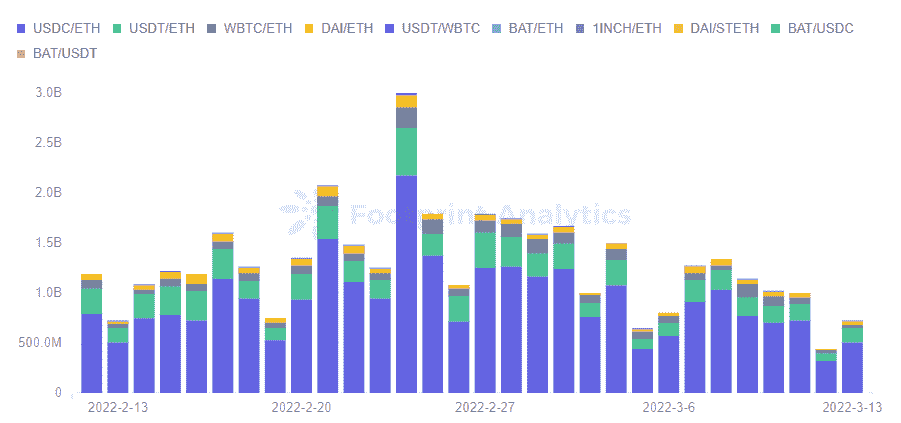 USDC/ETH USDT/ETH WBTC/ETH DAI/ETH USDT/WBTC BAT/ETH 1INCH/ETH DAI/STETH BAT/USDC
BAT/USDT
3.0B
2.5B
2.0B
Footprint Analytics
1.5B
1.0B
500.0M
0
2022-2-13 2022-2-20 2022-2-27 2022-3-6 2022-3-13